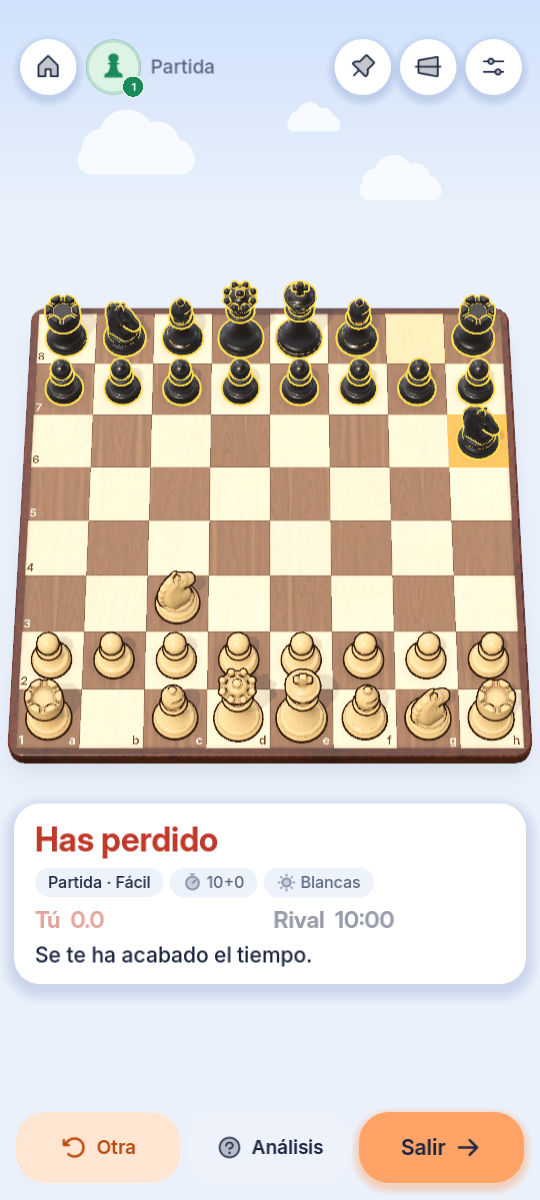 Partida
1
8
7
6
5
4
3
2
1 a b c d e f g h
Has perdido
Partida · Fácil 10+0 Blancas
Tú 0.0 Rival 10:00
Se te ha acabado el tiempo.
Otra Análisis Salir